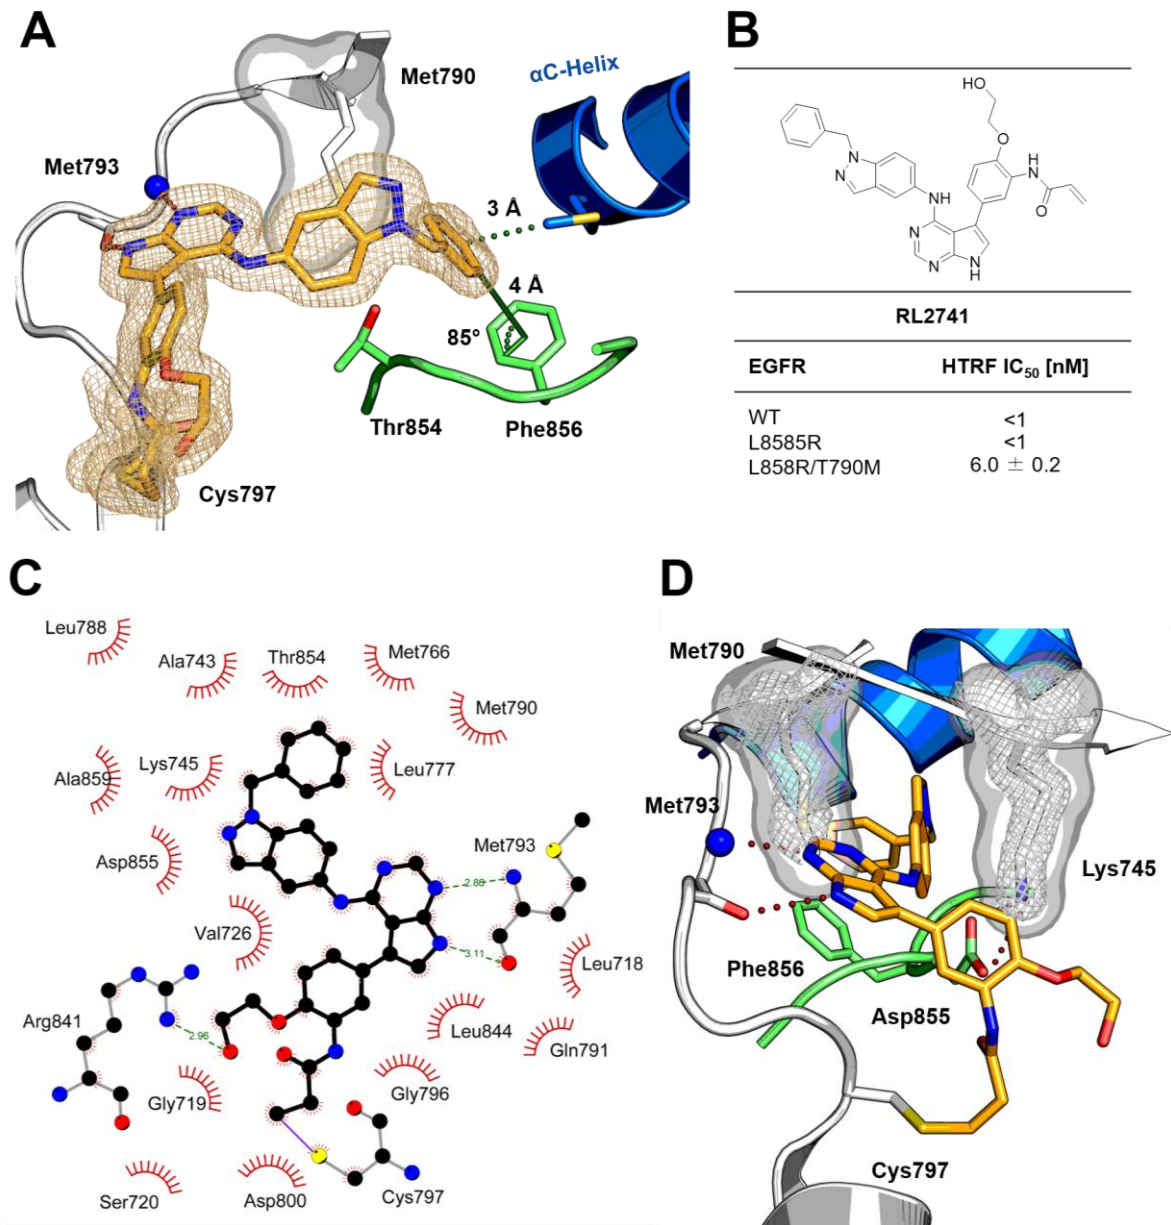 A
Met790
αC-Helix
Met793
3 Å
4 Å
85°
Thr854
Phe856
Cys797
B
HO
O
HN
O
N
N
NH
N
N
N
H
RL2741
EGFR HTRF IC50 [nM]
WT <1
L8585R <1
L858R/T790M 6.0 ± 0.2
C
Leu788
Ala743
Thr854
Met766
Met790
Ala859
Lys745
Leu777
Met793
Asp855
2.80
Val726
3.11
Leu718
Arg841
Leu844
2.96
Gln791
Gly719
Gly796
Ser720
Asp800
Cys797
D
Met790
Met793
Lys745
Phe856
Asp855
Cys797